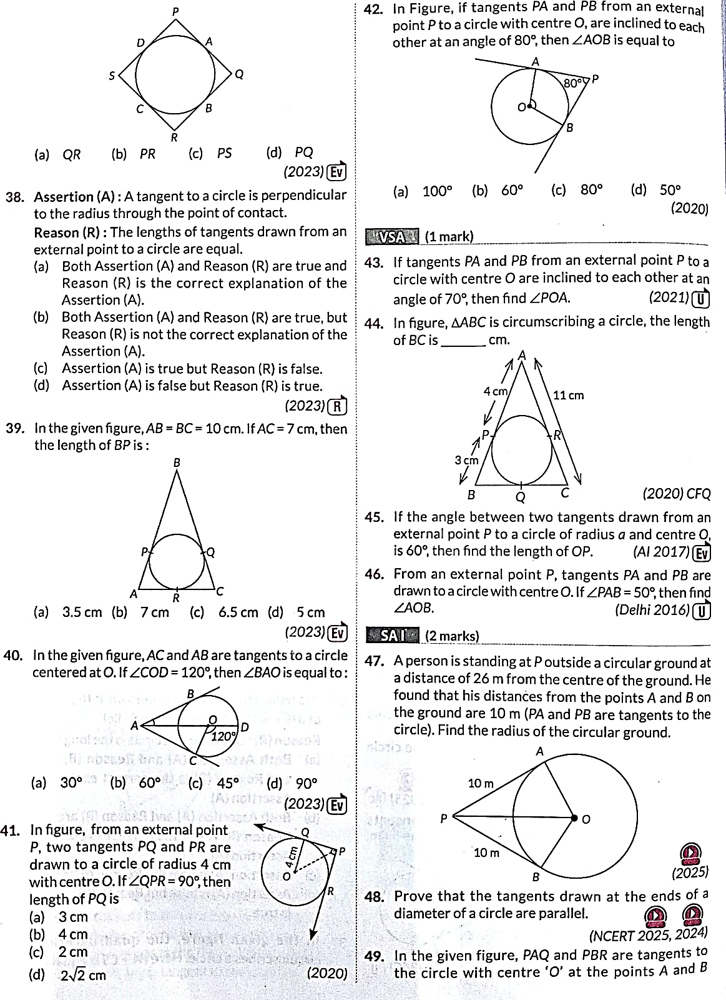 P
D
A
S
Q
C
B
R
(a) QR (b) PR (c) PS (d) PQ
(2023) Ev
38. Assertion (A) : A tangent to a circle is perpendicular
to the radius through the point of contact.
Reason (R) : The lengths of tangents drawn from an
external point to a circle are equal.
(a) Both Assertion (A) and Reason (R) are true and
Reason (R) is the correct explanation of the
Assertion (A).
(b) Both Assertion (A) and Reason (R) are true, but
Reason (R) is not the correct explanation of the
Assertion (A).
(c) Assertion (A) is true but Reason (R) is false.
(d) Assertion (A) is false but Reason (R) is true.
(2023) R
39. In the given figure, AB = BC = 10 cm. If AC = 7 cm, then
the length of BP is :
B
P
Q
A
R
C
(a) 3.5 cm (b) 7 cm (c) 6.5 cm (d) 5 cm
(2023) Ev
40. In the given figure, AC and AB are tangents to a circle
centered at O. If ∠COD = 120°, then ∠BAO is equal to :
B
A
O
D
120°
C
(a) 30° (b) 60° (c) 45° (d) 90°
(2023) Ev
41. In figure, from an external point
P, two tangents PQ and PR are
drawn to a circle of radius 4 cm
with centre O. If ∠QPR = 90°, then
length of PQ is
(a) 3 cm
(b) 4 cm
(c) 2 cm
(d) 2√2 cm
(2020)
Q
4 cm
P
O
R
42. In Figure, if tangents PA and PB from an external
point P to a circle with centre O, are inclined to each
other at an angle of 80°, then ∠AOB is equal to
A
80°
P
O
B
(a) 100° (b) 60° (c) 80° (d) 50°
(2020)
VSA (1 mark)
43. If tangents PA and PB from an external point P to a
circle with centre O are inclined to each other at an
angle of 70°, then find ∠POA. (2021) U
44. In figure, ΔABC is circumscribing a circle, the length
of BC is ______ cm.
A
4 cm
11 cm
P
R
3 cm
B
Q
C
(2020) CFQ
45. If the angle between two tangents drawn from an
external point P to a circle of radius a and centre O,
is 60°, then find the length of OP. (AI 2017) Ev
46. From an external point P, tangents PA and PB are
drawn to a circle with centre O. If ∠PAB = 50°, then find
∠AOB. (Delhi 2016) U
SA I (2 marks)
47. A person is standing at P outside a circular ground at
a distance of 26 m from the centre of the ground. He
found that his distances from the points A and B on
the ground are 10 m (PA and PB are tangents to the
circle). Find the radius of the circular ground.
A
10 m
P
O
10 m
B
(2025)
48. Prove that the tangents drawn at the ends of a
diameter of a circle are parallel.
(NCERT 2025, 2024)
49. In the given figure, PAQ and PBR are tangents to
the circle with centre ‘O’ at the points A and B